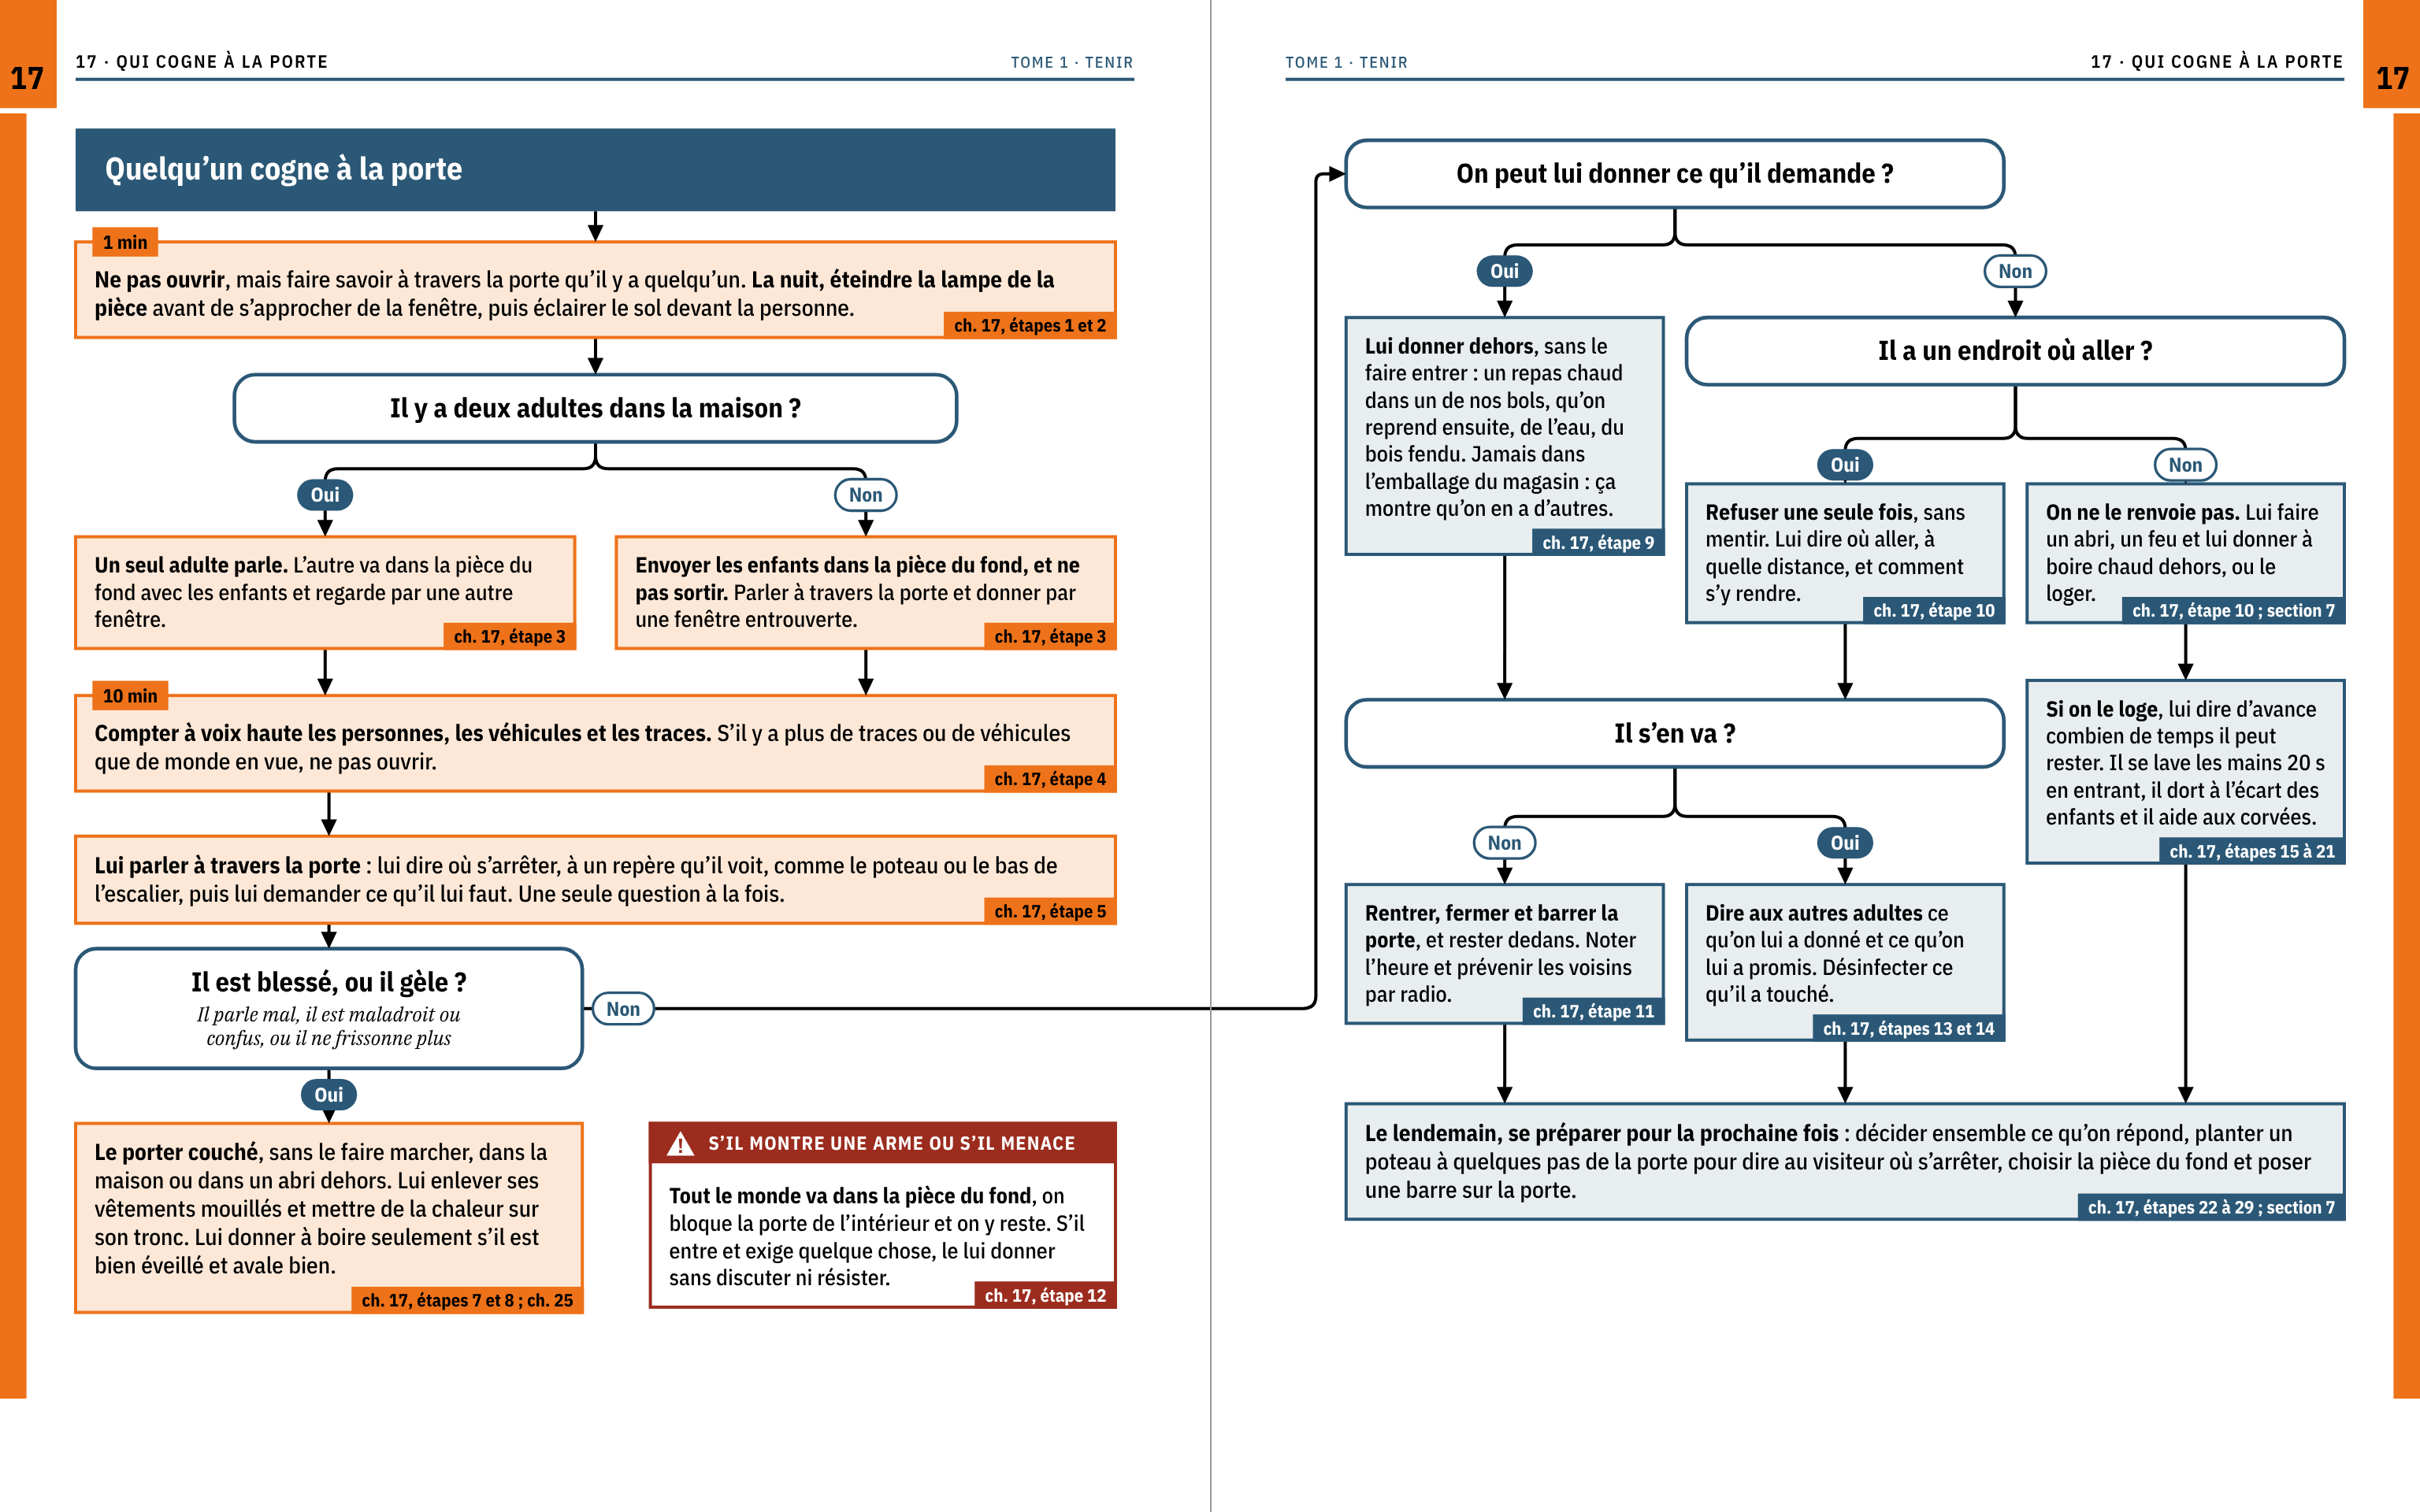 17
17 · QUI COGNE À LA PORTE
TOME 1 · TENIR
Quelqu’un cogne à la porte
1 min
Ne pas ouvrir, mais faire savoir à travers la porte qu’il y a quelqu’un. La nuit, éteindre la lampe de la
pièce avant de s’approcher de la fenêtre, puis éclairer le sol devant la personne.
ch. 17, étapes 1 et 2
Il y a deux adultes dans la maison ?
Oui
Non
Un seul adulte parle. L’autre va dans la pièce du
fond avec les enfants et regarde par une autre
fenêtre.
ch. 17, étape 3
Envoyer les enfants dans la pièce du fond, et ne
pas sortir. Parler à travers la porte et donner par
une fenêtre entrouverte.
ch. 17, étape 3
10 min
Compter à voix haute les personnes, les véhicules et les traces. S’il y a plus de traces ou de véhicules
que de monde en vue, ne pas ouvrir.
ch. 17, étape 4
Lui parler à travers la porte : lui dire où s’arrêter, à un repère qu’il voit, comme le poteau ou le bas de
l’escalier, puis lui demander ce qu’il lui faut. Une seule question à la fois.
ch. 17, étape 5
Il est blessé, ou il gèle ?
Il parle mal, il est maladroit ou
confus, ou il ne frissonne plus
Non
Oui
Le porter couché, sans le faire marcher, dans la
maison ou dans un abri dehors. Lui enlever ses
vêtements mouillés et mettre de la chaleur sur
son tronc. Lui donner à boire seulement s’il est
bien éveillé et avale bien.
ch. 17, étapes 7 et 8 ; ch. 25
S’IL MONTRE UNE ARME OU S’IL MENACE
Tout le monde va dans la pièce du fond, on
bloque la porte de l’intérieur et on y reste. S’il
entre et exige quelque chose, le lui donner
sans discuter ni résister.
ch. 17, étape 12
TOME 1 · TENIR
17 · QUI COGNE À LA PORTE
17
On peut lui donner ce qu’il demande ?
Oui
Non
Lui donner dehors, sans le
faire entrer : un repas chaud
dans un de nos bols, qu’on
reprend ensuite, de l’eau, du
bois fendu. Jamais dans
l’emballage du magasin : ça
montre qu’on en a d’autres.
ch. 17, étape 9
Il a un endroit où aller ?
Oui
Non
Refuser une seule fois, sans
mentir. Lui dire où aller, à
quelle distance, et comment
s’y rendre.
ch. 17, étape 10
On ne le renvoie pas. Lui faire
un abri, un feu et lui donner à
boire chaud dehors, ou le
loger.
ch. 17, étape 10 ; section 7
Il s’en va ?
Si on le loge, lui dire d’avance
combien de temps il peut
rester. Il se lave les mains 20 s
en entrant, il dort à l’écart des
enfants et il aide aux corvées.
ch. 17, étapes 15 à 21
Non
Oui
Rentrer, fermer et barrer la
porte, et rester dedans. Noter
l’heure et prévenir les voisins
par radio.
ch. 17, étape 11
Dire aux autres adultes ce
qu’on lui a donné et ce qu’on
lui a promis. Désinfecter ce
qu’il a touché.
ch. 17, étapes 13 et 14
Le lendemain, se préparer pour la prochaine fois : décider ensemble ce qu’on répond, planter un
poteau à quelques pas de la porte pour dire au visiteur où s’arrêter, choisir la pièce du fond et poser
une barre sur la porte.
ch. 17, étapes 22 à 29 ; section 7